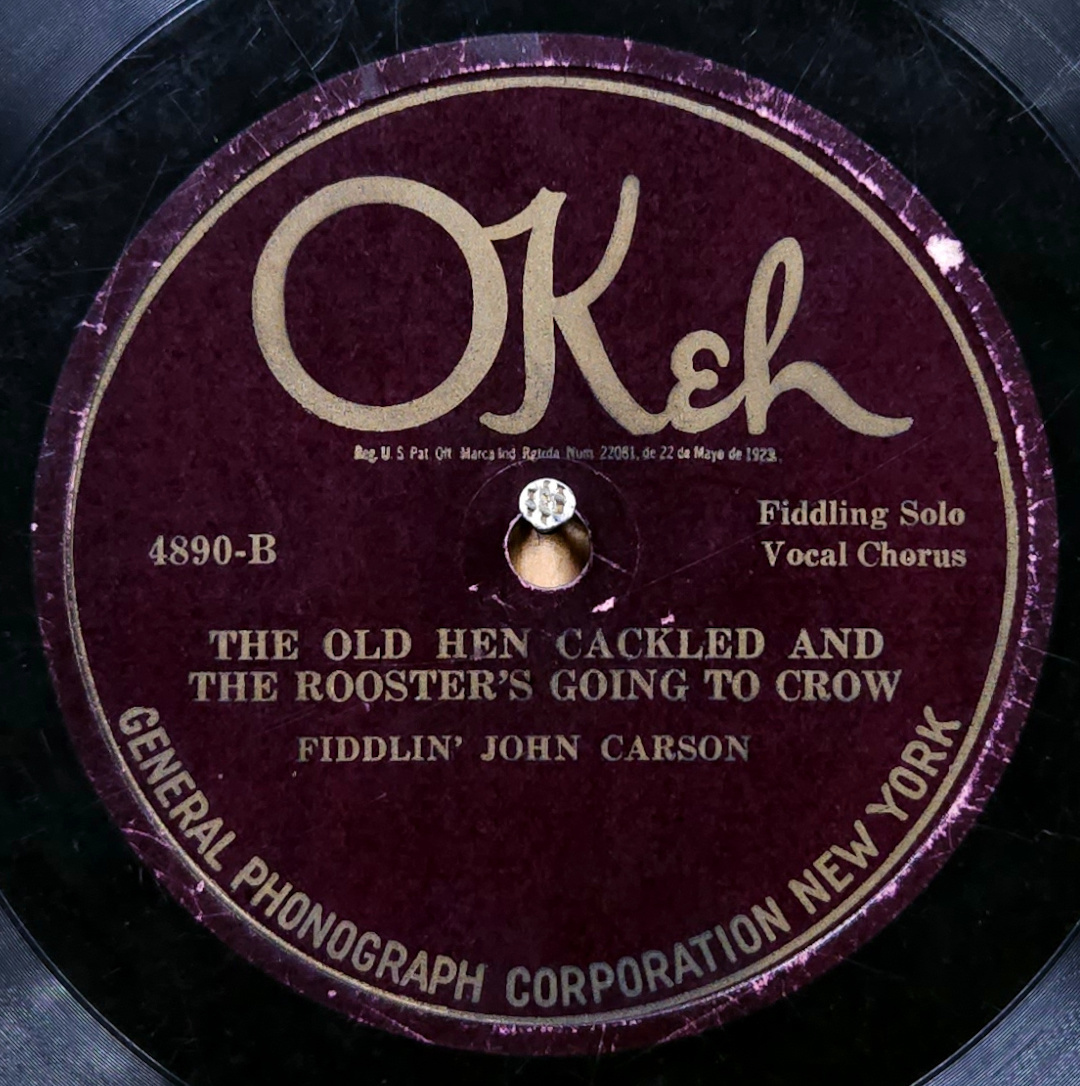 OKeh
Reg. U. S. Pat. Off. Marca Ind. Rgtrda. Num. 22081, de 22 de Mayo de 1923.
4890-B
Fiddling Solo
Vocal Chorus
THE OLD HEN CACKLED AND
THE ROOSTER'S GOING TO CROW
FIDDLIN' JOHN CARSON
GENERAL PHONOGRAPH CORPORATION NEW YORK